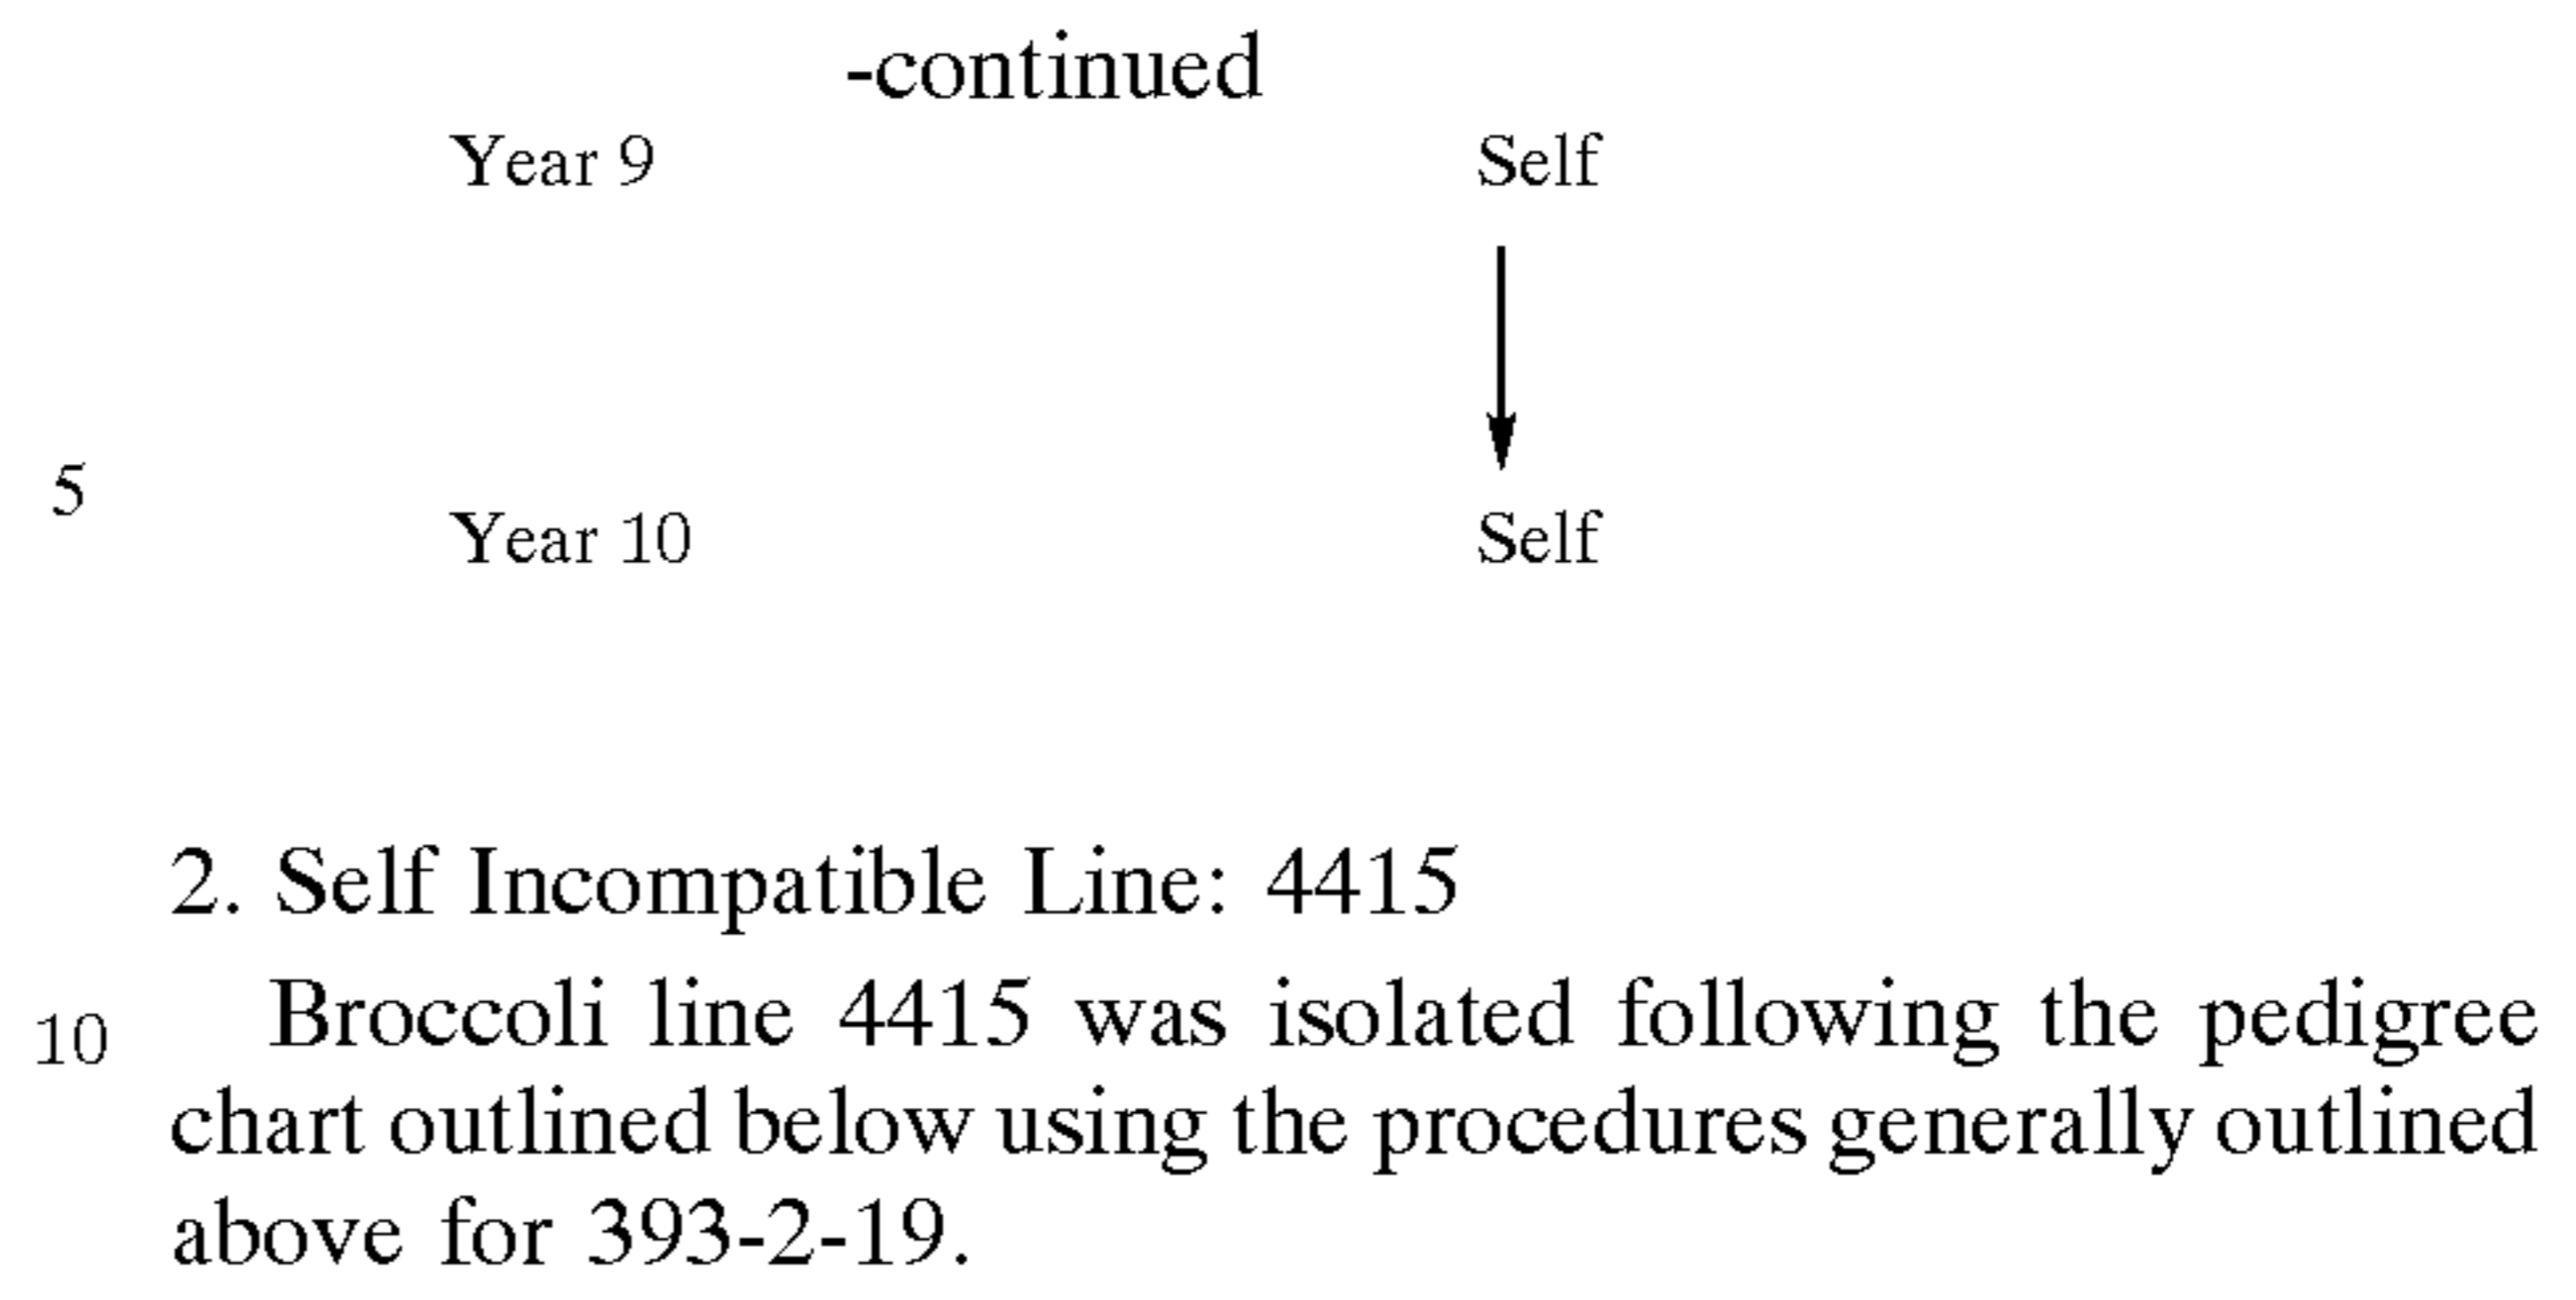 -continued
Year 9 Self
5
Year 10 Self
2. Self Incompatible Line: 4415
Broccoli line 4415 was isolated following the pedigree
10
chart outlined below using the procedures generally outlined
above for 393-2-19.